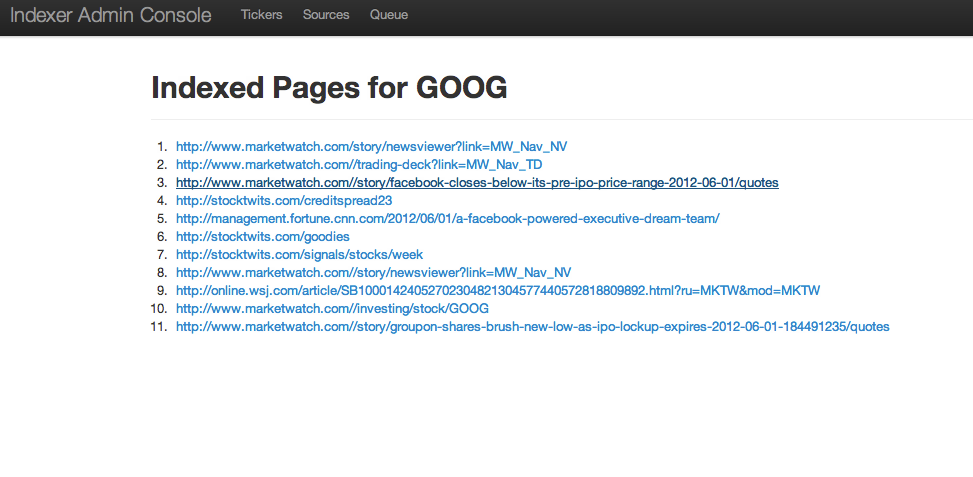 Indexer Admin Console Tickers Sources Queue
Indexed Pages for GOOG
1. http://www.marketwatch.com/story/newsviewer?link=MW_Nav_NV
2. http://www.marketwatch.com//trading-deck?link=MW_Nav_TD
3. http://www.marketwatch.com//story/facebook-closes-below-its-pre-ipo-price-range-2012-06-01/quotes
4. http://stocktwits.com/creditspread23
5. http://management.fortune.cnn.com/2012/06/01/a-facebook-powered-executive-dream-team/
6. http://stocktwits.com/goodies
7. http://stocktwits.com/signals/stocks/week
8. http://www.marketwatch.com//story/newsviewer?link=MW_Nav_NV
9. http://online.wsj.com/article/SB10001424052702304821304577440572818809892.html?ru=MKTW&mod=MKTW
10. http://www.marketwatch.com//investing/stock/GOOG
11. http://www.marketwatch.com//story/groupon-shares-brush-new-low-as-ipo-lockup-expires-2012-06-01-184491235/quotes